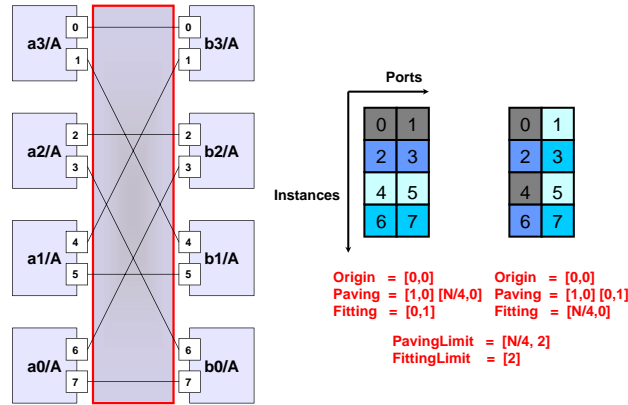 a3/A 0 0 b3/A
1 1
a2/A 2 2 b2/A
3 3
a1/A 4 4 b1/A
5 5
a0/A 6 6 b0/A
7 7
Ports
Instances
0 1
2 3
4 5
6 7
0 1
2 3
4 5
6 7
Origin = [0,0]
Paving = [1,0] [N/4,0]
Fitting = [0,1]
Origin = [0,0]
Paving = [1,0] [0,1]
Fitting = [N/4,0]
PavingLimit = [N/4, 2]
FittingLimit = [2]